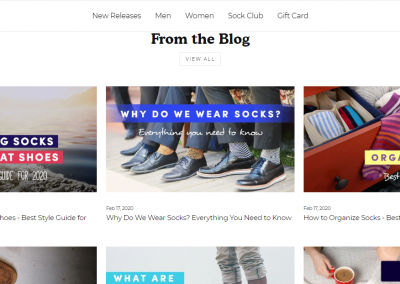 New Releases Men Women Sock Club Gift Card
From the Blog
VIEW ALL
G SOCKS
AT SHOES
GUIDE FOR 2020
WHY DO WE WEAR SOCKS?
Everything you need to know
ORGA
Best
Feb 17, 2020
Feb 17, 2020
hoes - Best Style Guide for
Why Do We Wear Socks? Everything You Need to Know
How to Organize Socks - Bes
WHAT ARE